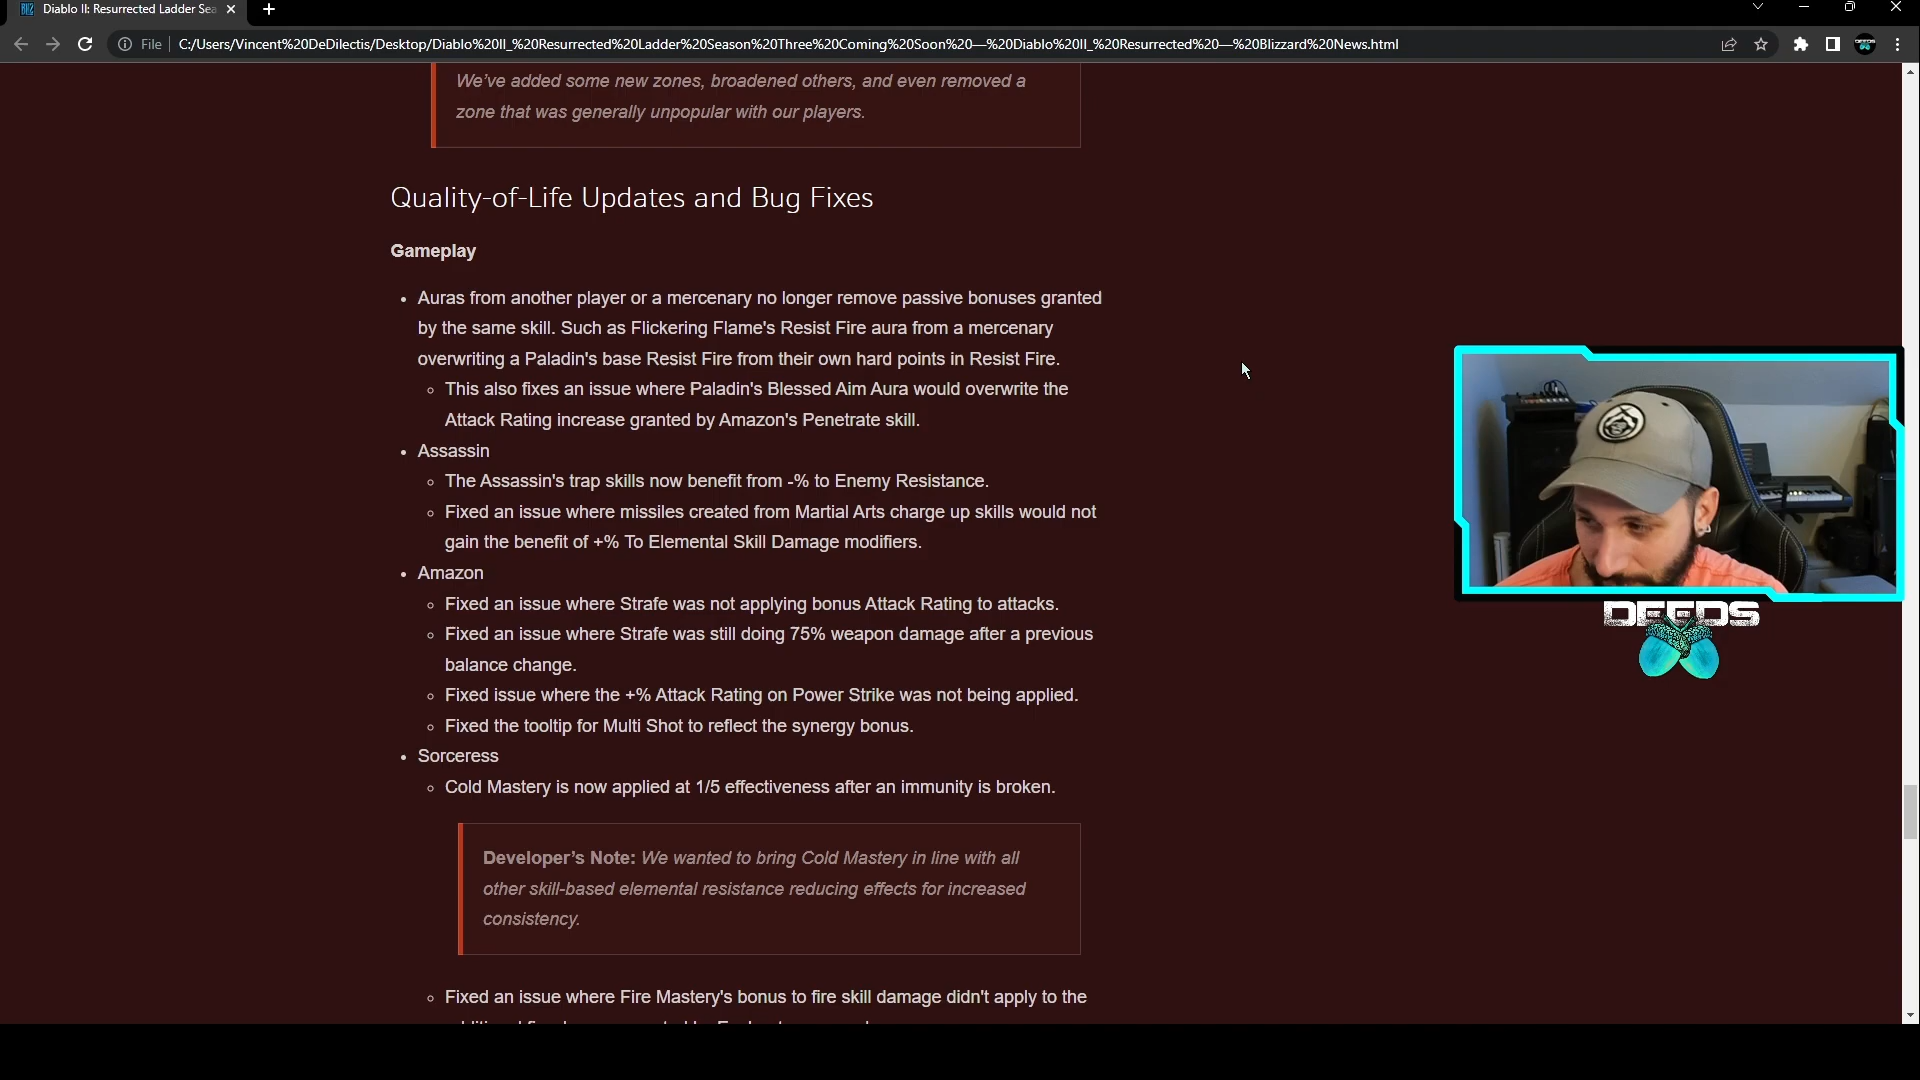 Diablo II: Resurrected Ladder Sea
File
C:/Users/Vincent%20DeDilectis/Desktop/Diablo%20II_%20Resurrected%20Ladder%20Season%20Three%20Coming%20Soon%20—%20Diablo%20II_%20Resurrected%20—%20Blizzard%20News.html
We've added some new zones, broadened others, and even removed a
zone that was generally unpopular with our players.
Quality-of-Life Updates and Bug Fixes
Gameplay
• Auras from another player or a mercenary no longer remove passive bonuses granted
by the same skill. Such as Flickering Flame's Resist Fire aura from a mercenary
overwriting a Paladin's base Resist Fire from their own hard points in Resist Fire.
◦ This also fixes an issue where Paladin's Blessed Aim Aura would overwrite the
Attack Rating increase granted by Amazon's Penetrate skill.
• Assassin
◦ The Assassin's trap skills now benefit from -% to Enemy Resistance.
◦ Fixed an issue where missiles created from Martial Arts charge up skills would not
gain the benefit of +% To Elemental Skill Damage modifiers.
• Amazon
◦ Fixed an issue where Strafe was not applying bonus Attack Rating to attacks.
◦ Fixed an issue where Strafe was still doing 75% weapon damage after a previous
balance change.
◦ Fixed issue where the +% Attack Rating on Power Strike was not being applied.
◦ Fixed the tooltip for Multi Shot to reflect the synergy bonus.
• Sorceress
◦ Cold Mastery is now applied at 1/5 effectiveness after an immunity is broken.
Developer’s Note: We wanted to bring Cold Mastery in line with all
other skill-based elemental resistance reducing effects for increased
consistency.
◦ Fixed an issue where Fire Mastery's bonus to fire skill damage didn't apply to the
DEEDS